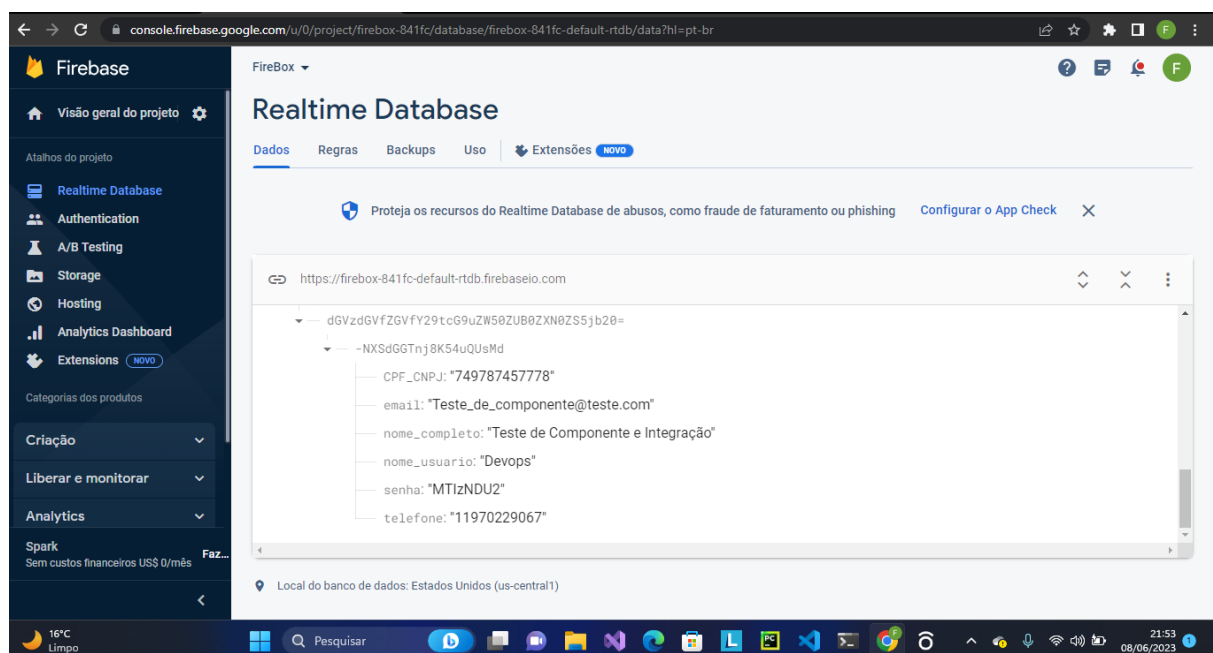 console.firebase.google.com/u/0/project/firebox-841fc/database/firebox-841fc-default-rtdb/data?hl=pt-br
F
Firebase
FireBox
F
Visão geral do projeto
Realtime Database
Dados Regras Backups Uso Extensões NOVO
Atalhos do projeto
Realtime Database
Authentication
A/B Testing
Storage
Hosting
Analytics Dashboard
Extensions NOVO
Categorias dos produtos
Criação
Liberar e monitorar
Analytics
Spark
Sem custos financeiros US$ 0/mês
Faz...
Proteja os recursos do Realtime Database de abusos, como fraude de faturamento ou phishing Configurar o App Check
https://firebox-841fc-default-rtdb.firebaseio.com
dGVzdGVfZGVfY29tcG9uZW50ZUB0ZXN0ZS5jb20=
-NXSdGGTnj8K54uQUsMd
CPF_CNPJ: "749787457778"
email: "Teste_de_componente@teste.com"
nome_completo: "Teste de Componente e Integração"
nome_usuario: "Devops"
senha: "MTIzNDU2"
telefone: "11970229067"
Local do banco de dados: Estados Unidos (us-central1)
16°C
Limpo
Pesquisar
21:53
08/06/2023
1